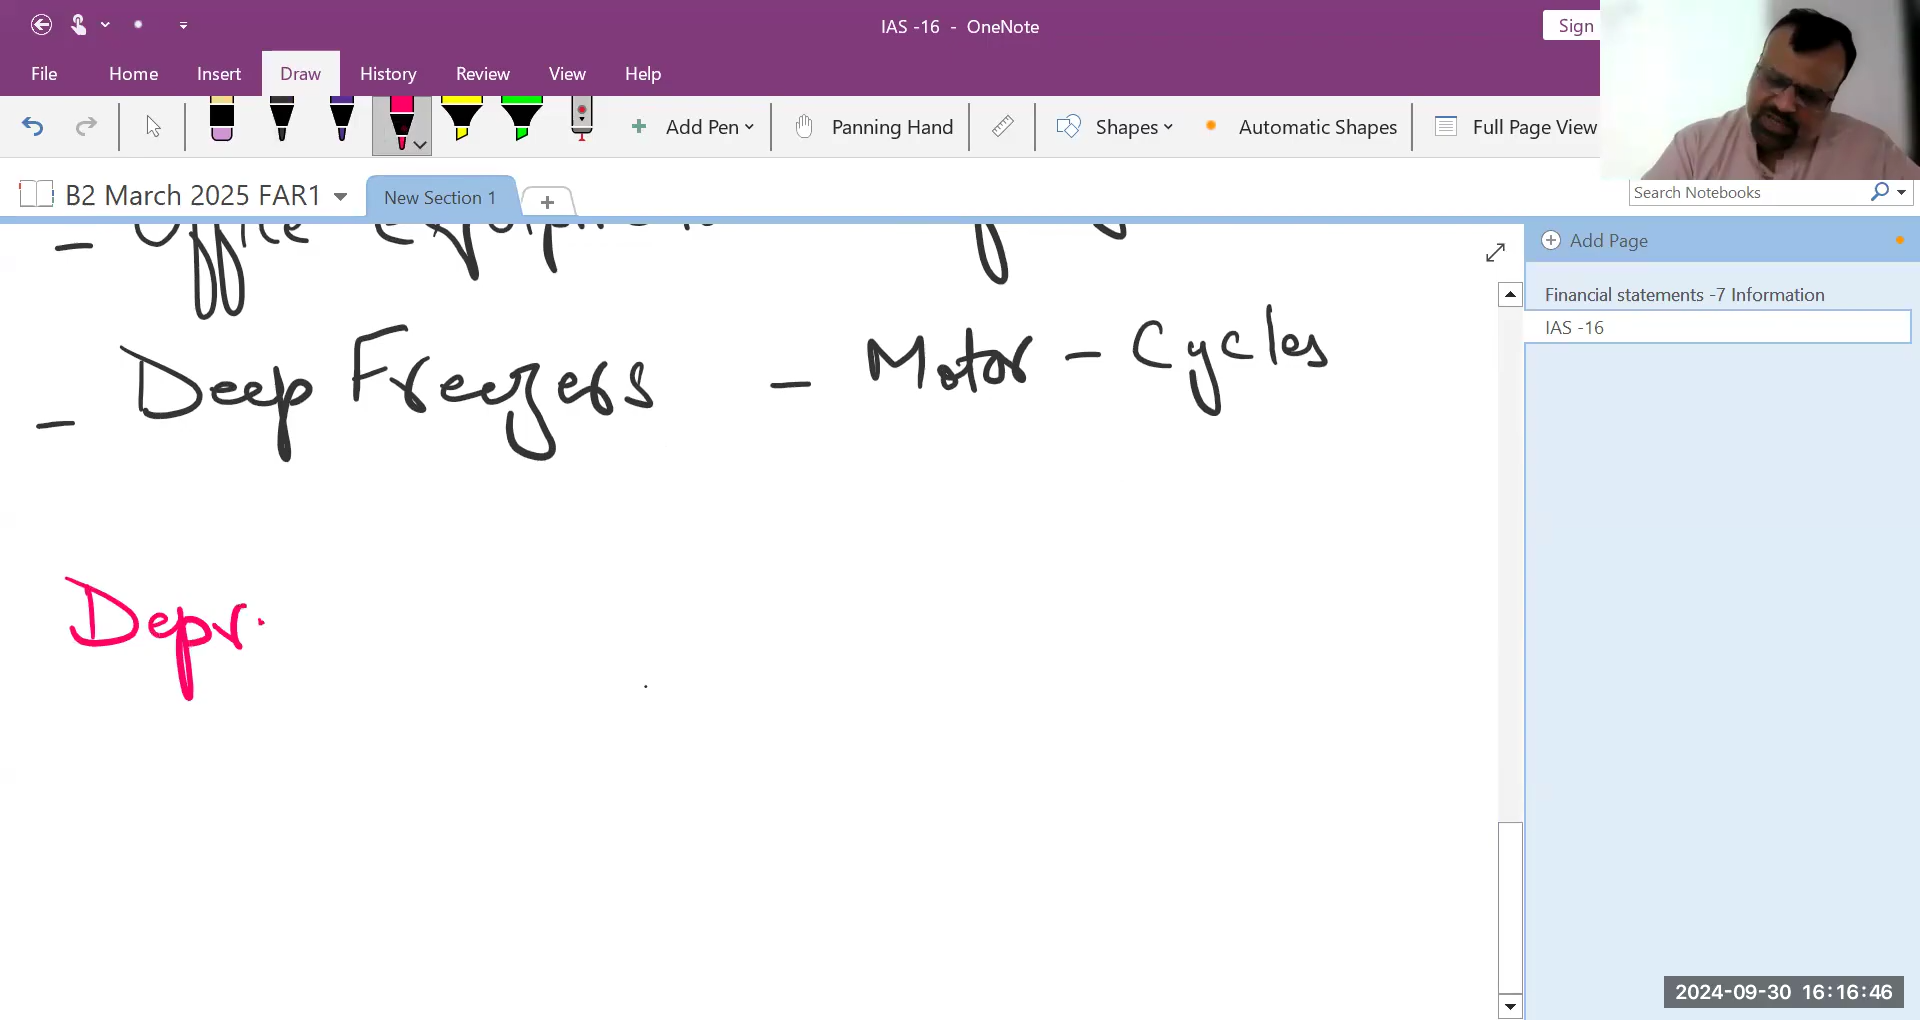 IAS -16 - OneNote
Sign
File Home Insert Draw History Review View Help
Add Pen Panning Hand Shapes Automatic Shapes Full Page View
B2 March 2025 FAR1 New Section 1
Search Notebooks
Add Page
Financial statements -7 Information
IAS -16
- Office Equipment
- Deep Freezers - Motor - Cycles
Depr.
2024-09-30 16:16:46